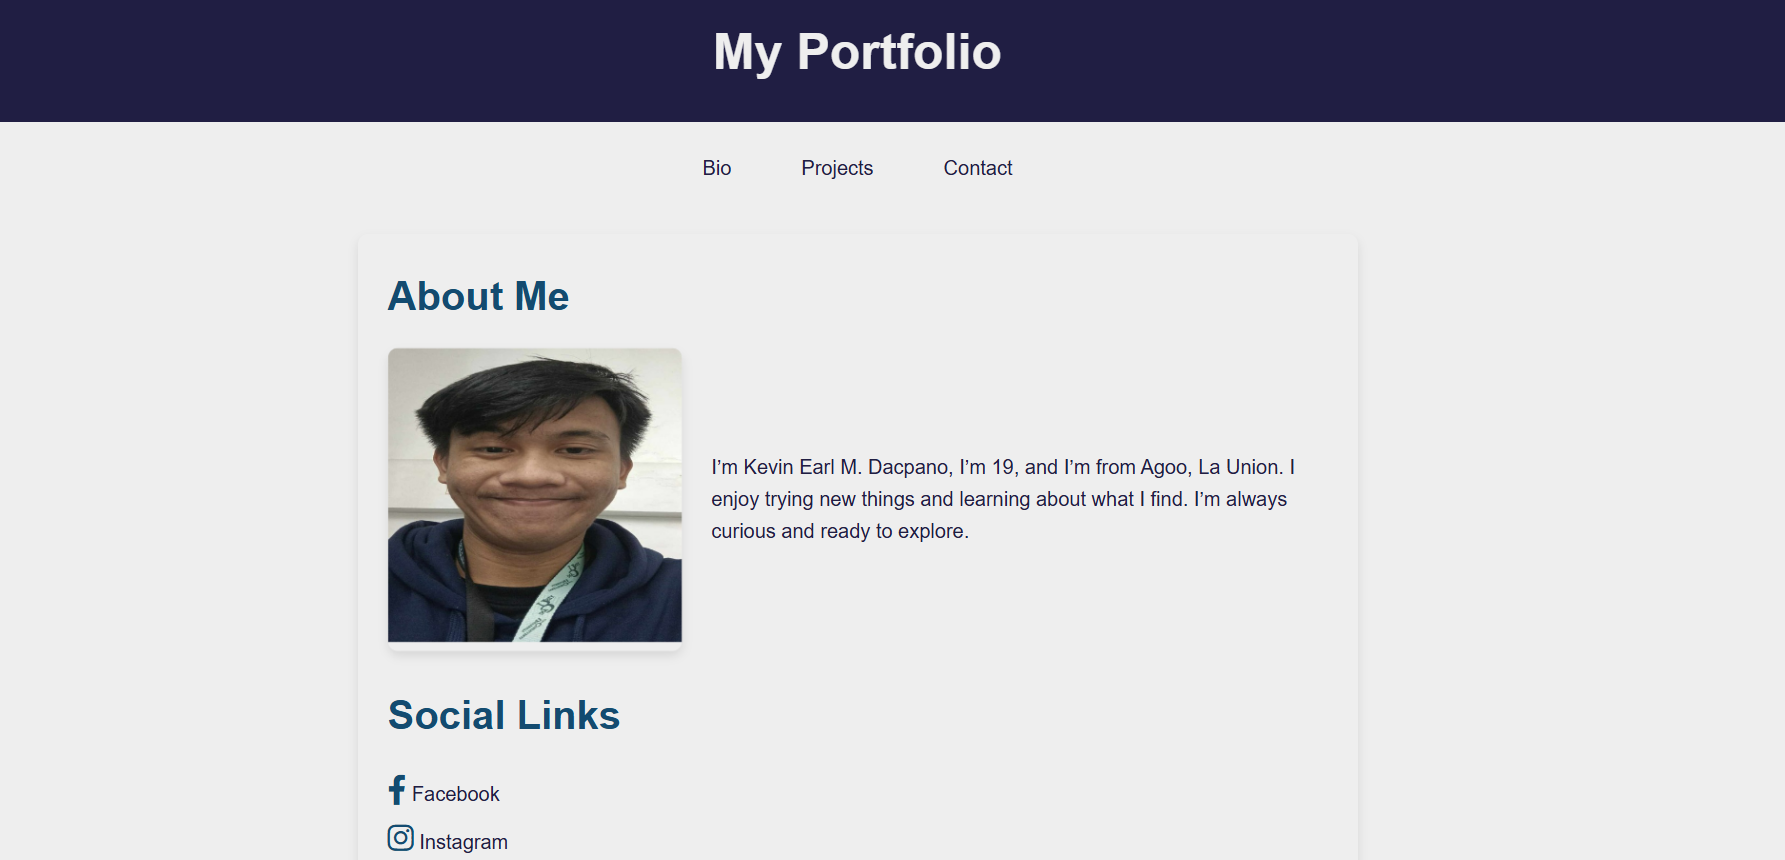 My Portfolio
Bio Projects Contact
About Me
I’m Kevin Earl M. Dacpano, I’m 19, and I’m from Agoo, La Union. I
enjoy trying new things and learning about what I find. I’m always
curious and ready to explore.
Social Links
Facebook
Instagram